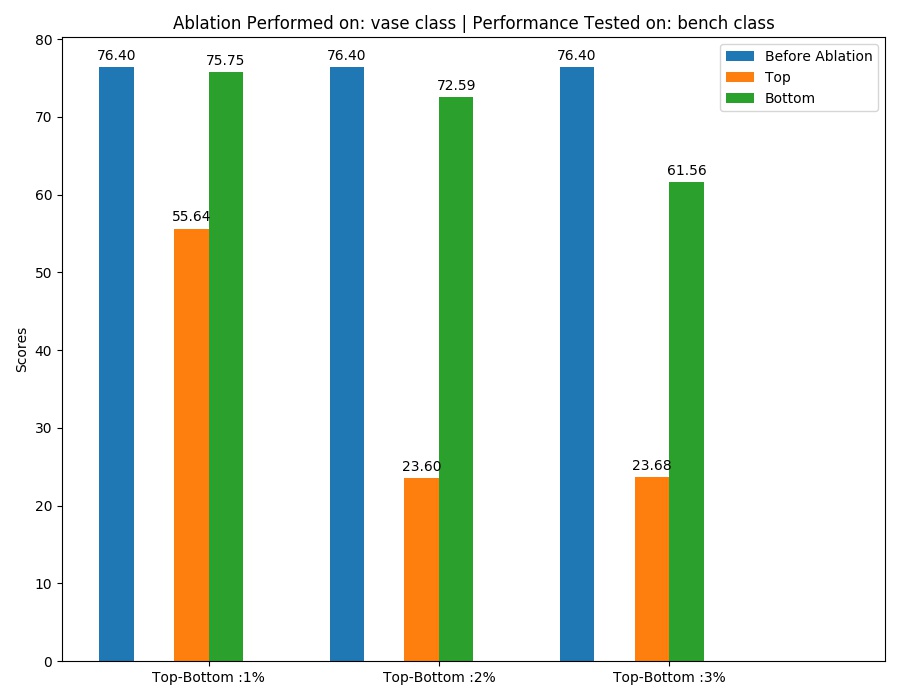 Ablation Performed on: vase class | Performance Tested on: bench class
Before Ablation
Top
Bottom
Scores
80
70
60
50
40
30
20
10
0
76.40
55.64
75.75
76.40
23.60
72.59
76.40
23.68
61.56
Top-Bottom :1%
Top-Bottom :2%
Top-Bottom :3%